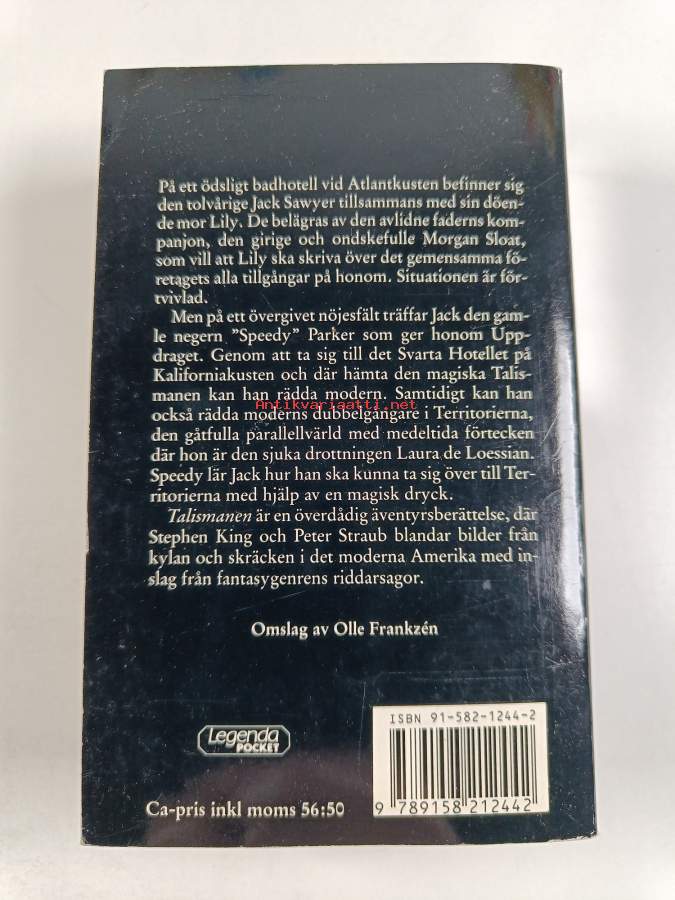 På ett ödsligt badhotell vid Atlantkusten befinner sig
den tolvårige Jack Sawyer tillsammans med sin döen-
de mor Lily. De belägras av den avlidne faderns kom-
panjon, den girige och ondskefulle Morgan Sloat,
som vill att Lily ska skriva över det gemensamma fö-
retagets alla tillgångar på honom. Situationen är för-
tvivlad.
Men på ett övergivet nöjesfält träffar Jack den gam-
le negern ”Speedy” Parker som ger honom Upp-
draget. Genom att ta sig till det Svarta Hotellet på
Kaliforniakusten och där hämta den magiska Talis-
manen kan han rädda modern. Samtidigt kan han
Antikvariaatti.net
också rädda moderns dubbelgångare i Territorierna,
den gåtfulla parallellvärld med medeltida förtecken
där hon är den sjuka drottningen Laura de Loessian.
Speedy lär Jack hur han ska kunna ta sig över till Ter-
ritorierna med hjälp av en magisk dryck.
Talismanen är en överdådig äventyrsberättelse, där
Stephen King och Peter Straub blandar bilder från
kylan och skräcken i det moderna Amerika med in-
slag från fantasygenrens riddarsagor.
Omslag av Olle Frankzén
ISBN 91-582-1244-2
Legenda
POCKET
Ca-pris inkl moms 56:50
9 789158 212442